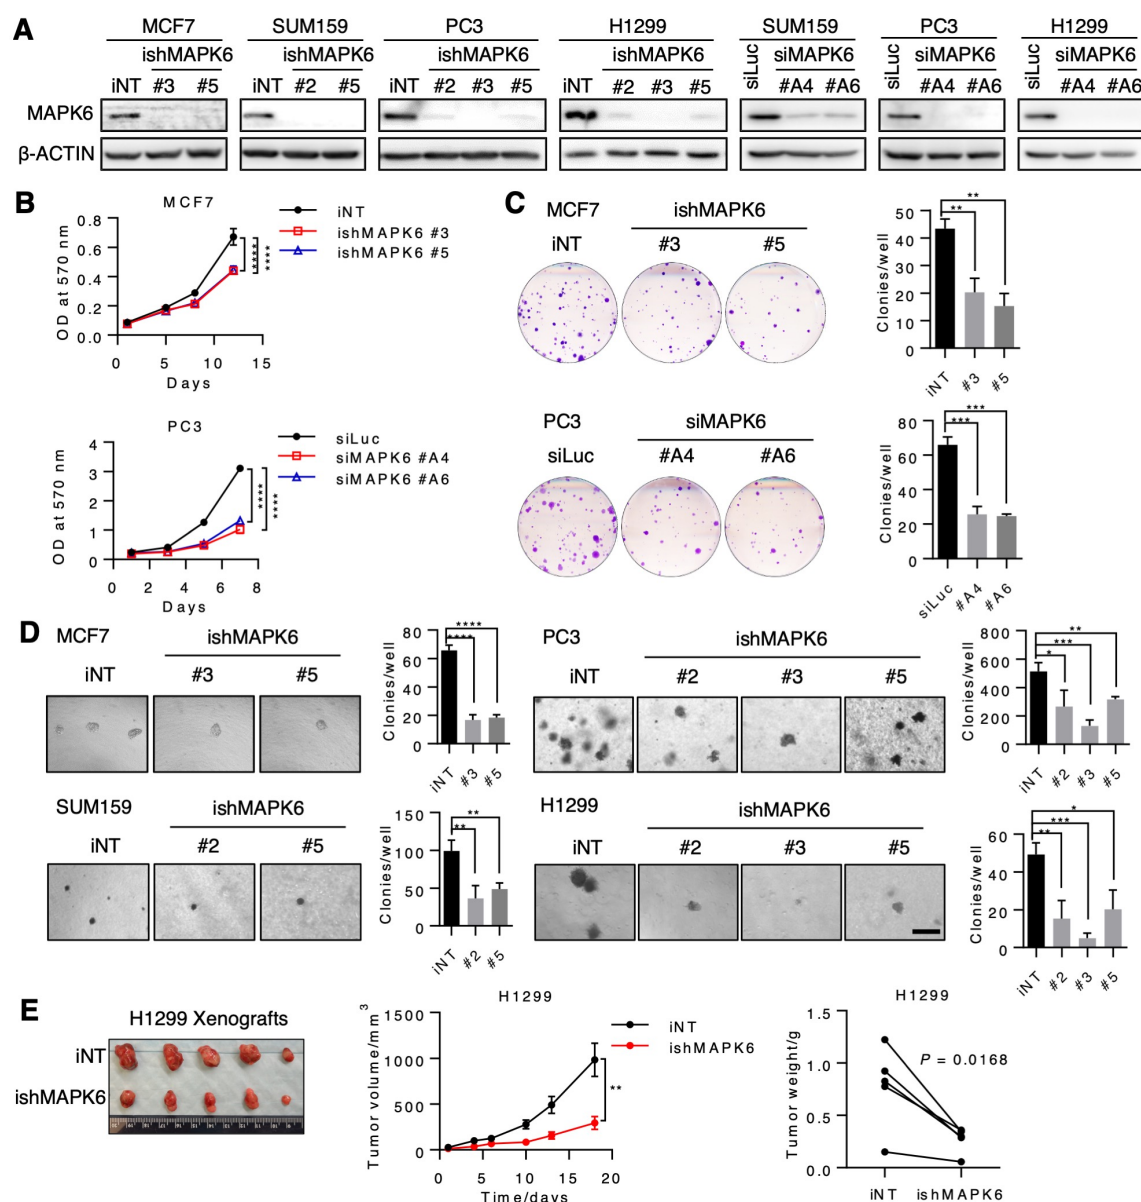 A
MCF7 SUM159 PC3 H1299 SUM159 PC3 H1299
ishMAPK6 ishMAPK6 ishMAPK6 ishMAPK6 siMAPK6 siMAPK6 siMAPK6
iNT #3 #5 iNT #2 #5 iNT #2 #3 #5 iNT #2 #3 #5 siLuc #A4 #A6 siLuc #A4 #A6 siLuc #A4 #A6
MAPK6
β-ACTIN
B
MCF7
OD at 570 nm
0.8
0.6
0.4
0.2
0.0
0 5 10 15
Days
iNT
ishMAPK6 #3
ishMAPK6 #5
**** ****
PC3
OD at 570 nm
4
3
2
1
0
0 2 4 6 8
Days
siLuc
siMAPK6 #A4
siMAPK6 #A6
**** ****
C
MCF7 ishMAPK6
iNT #3 #5
Clonies/well
50
40
30
20
10
0
** **
iNT #3 #5
PC3 siMAPK6
siLuc #A4 #A6
Clonies/well
80
60
40
20
0
*** ***
siLuc #A4 #A6
D
MCF7 ishMAPK6
iNT #3 #5
Clonies/well
80
60
40
20
0
**** ****
iNT #3 #5
PC3 ishMAPK6
iNT #2 #3 #5
Clonies/well
800
600
400
200
0
** *** *
iNT #2 #3 #5
SUM159 ishMAPK6
iNT #2 #5
Clonies/well
150
100
50
0
** **
iNT #2 #5
H1299 ishMAPK6
iNT #2 #3 #5
Clonies/well
60
40
20
0
* *** **
iNT #2 #3 #5
E
H1299 Xenografts
iNT
ishMAPK6
H1299
Tumor volume/mm3
1500
1000
500
0
0 5 10 15 20
Time/days
iNT
ishMAPK6
**
H1299
Tumor weight/g
1.5
1.0
0.5
0.0
P = 0.0168
iNT ishMAPK6